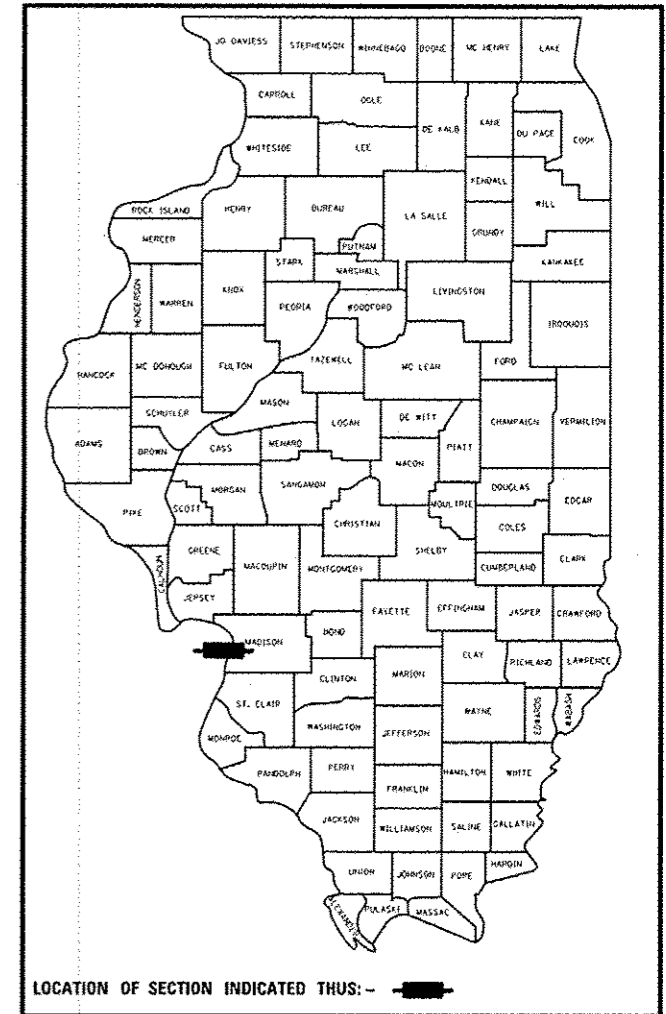 JO DAVIESS STEPHENSON WINNEBAGO BOONE MC HENRY LAKE
CARROLL OGLE
DE KALB KANE DU PAGE COOK
WHITESIDE LEE
KENDALL WILL
ROCK ISLAND HENRY BUREAU LA SALLE GRUNDY
MERCER PUTNAM
STARK MARSHALL KANKAKEE
HENDERSON WARREN KNOX PEORIA WOODFORD LIVINGSTON IROQUOIS
HANCOCK MC DONOUGH FULTON TAZEWELL MC LEAN FORD
MASON
SCHUYLER LOGAN DE WITT CHAMPAIGN VERMILION
ADAMS BROWN CASS MENARD PIATT
MACON
PIKE SCOTT MORGAN SANGAMON MOULTRIE DOUGLAS EDGAR
CHRISTIAN COLES
CALHOUN GREENE MACOUPIN MONTGOMERY SHELBY CUMBERLAND CLARK
JERSEY FAYETTE EFFINGHAM JASPER CRAWFORD
MADISON BOND CLAY RICHLAND LAWRENCE
CLINTON MARION
ST. CLAIR WAYNE EDWARDS WABASH
MONROE WASHINGTON JEFFERSON
RANDOLPH PERRY HAMILTON WHITE
FRANKLIN
JACKSON WILLIAMSON SALINE GALLATIN
UNION JOHNSON POPE HARDIN
ALEXANDER PULASKI MASSAC
LOCATION OF SECTION INDICATED THUS:-